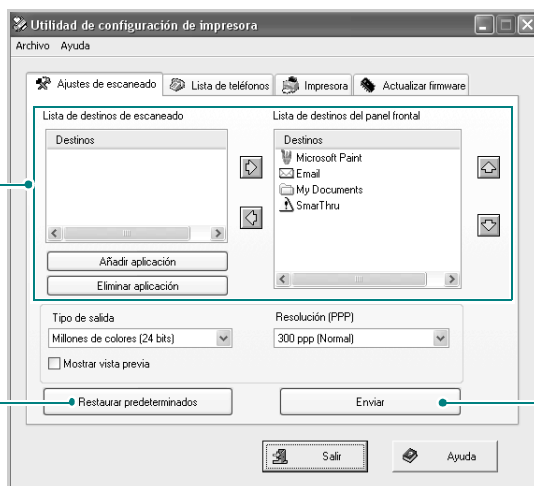 Utilidad de configuración de impresora
Archivo Ayuda
Ajustes de escaneado
Lista de teléfonos
Impresora
Actualizar firmware
Lista de destinos de escaneado
Lista de destinos del panel frontal
Destinos
Destinos
Microsoft Paint
Email
My Documents
SmarThru
Añadir aplicación
Eliminar aplicación
Tipo de salida
Resolución (PPP)
Millones de colores (24 bits)
300 ppp (Normal)
Mostrar vista previa
Restaurar predeterminados
Enviar
Salir
Ayuda